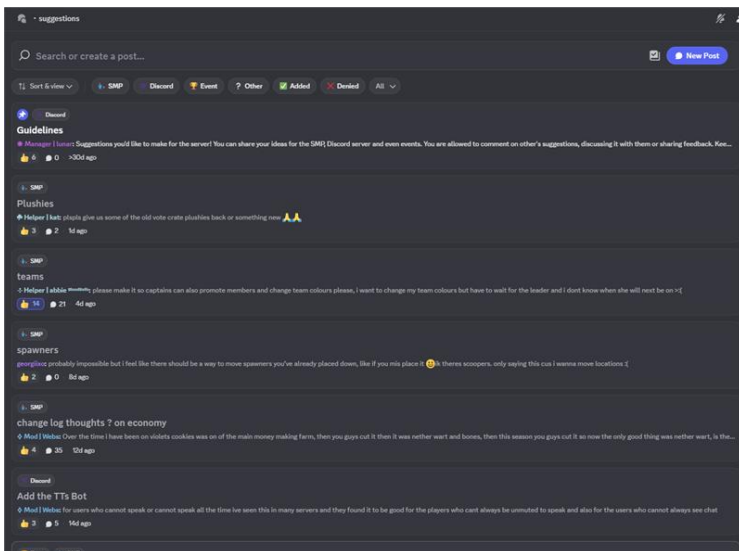 - suggestions
Search or create a post...
New Post
Sort & view
SMP
Discord
Event
? Other
Added
Denied
All
Discord
Guidelines
Manager | lunar: Suggestions you'd like to make for the server! You can share your ideas for the SMP, Discord server and even events. You are allowed to comment on other's suggestions, discussing it with them or sharing feedback. Kee...
6 0 >30d ago
SMP
Plushies
Helper | kat: plspls give us some of the old vote crate plushies back or something new 🙏🙏
3 2 1d ago
SMP
teams
Helper | abbie please make it so captains can also promote members and change team colours please, i want to change my team colours but have to wait for the leader and i dont know when she will next be on >:(
14 21 4d ago
SMP
spawners
probably impossible but i feel like there should be a way to move spawners you've already placed down, like if you mis place it ik theres scoopers. only saying this cus i wanna move locations :(
2 0 8d ago
SMP
change log thoughts ? on economy
Mod | Webs: Over the time i have been on violets cookies was on of the main money making farm, then you guys cut it then it was nether wart and bones, then this season you guys cut it so now the only good thing was nether wart, is the...
4 35 12d ago
Discord
Add the TTs Bot
Mod | Webs: for users who cannot speak or cannot speak all the time ive seen this in many servers and they found it to be good for the players who cant always be unmuted to speak and also for the users who cannot always see chat
3 5 14d ago